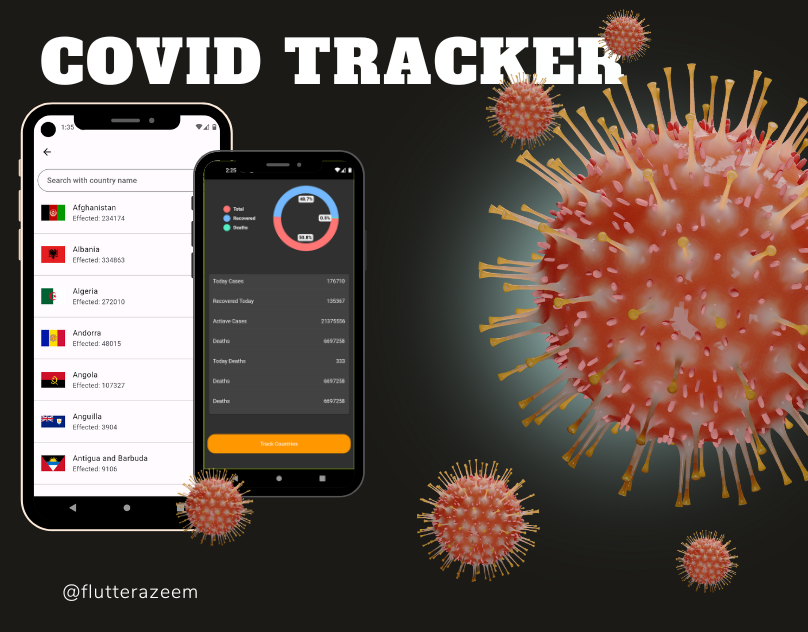 COVID TRACKER
1:35
Search with country name
Afghanistan
Effected: 234174
Albania
Effected: 334863
Algeria
Effected: 272010
Andorra
Effected: 48015
Angola
Effected: 107327
Anguilla
Effected: 3904
Antigua and Barbuda
Effected: 9106
2:25
Total
Recovered
Deaths
Today Cases 176710
Recovered Today 135367
Deaths 6697258
Today Deaths 333
Deaths 6697258
Deaths 6697258
Track Countries
@flutterazeem